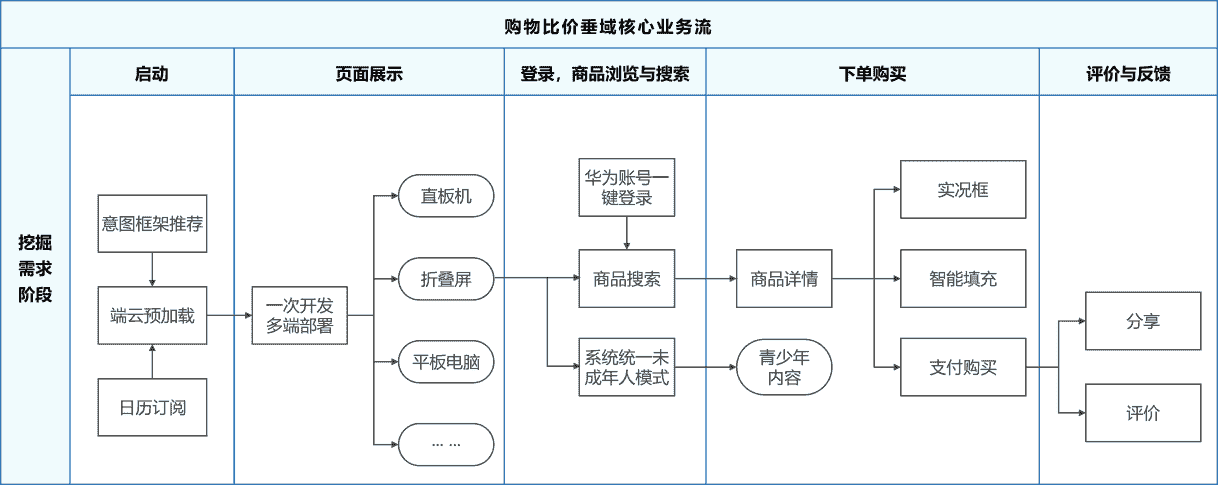 购物比价垂域核心业务流
启动
页面展示
登录，商品浏览与搜索
下单购买
评价与反馈
挖掘
需求
阶段
意图框架推荐
端云预加载
日历订阅
一次开发
多端部署
直板机
折叠屏
平板电脑
... ...
华为账号一
键登录
商品搜索
系统统一未
成年人模式
商品详情
青少年
内容
实况框
智能填充
支付购买
分享
评价